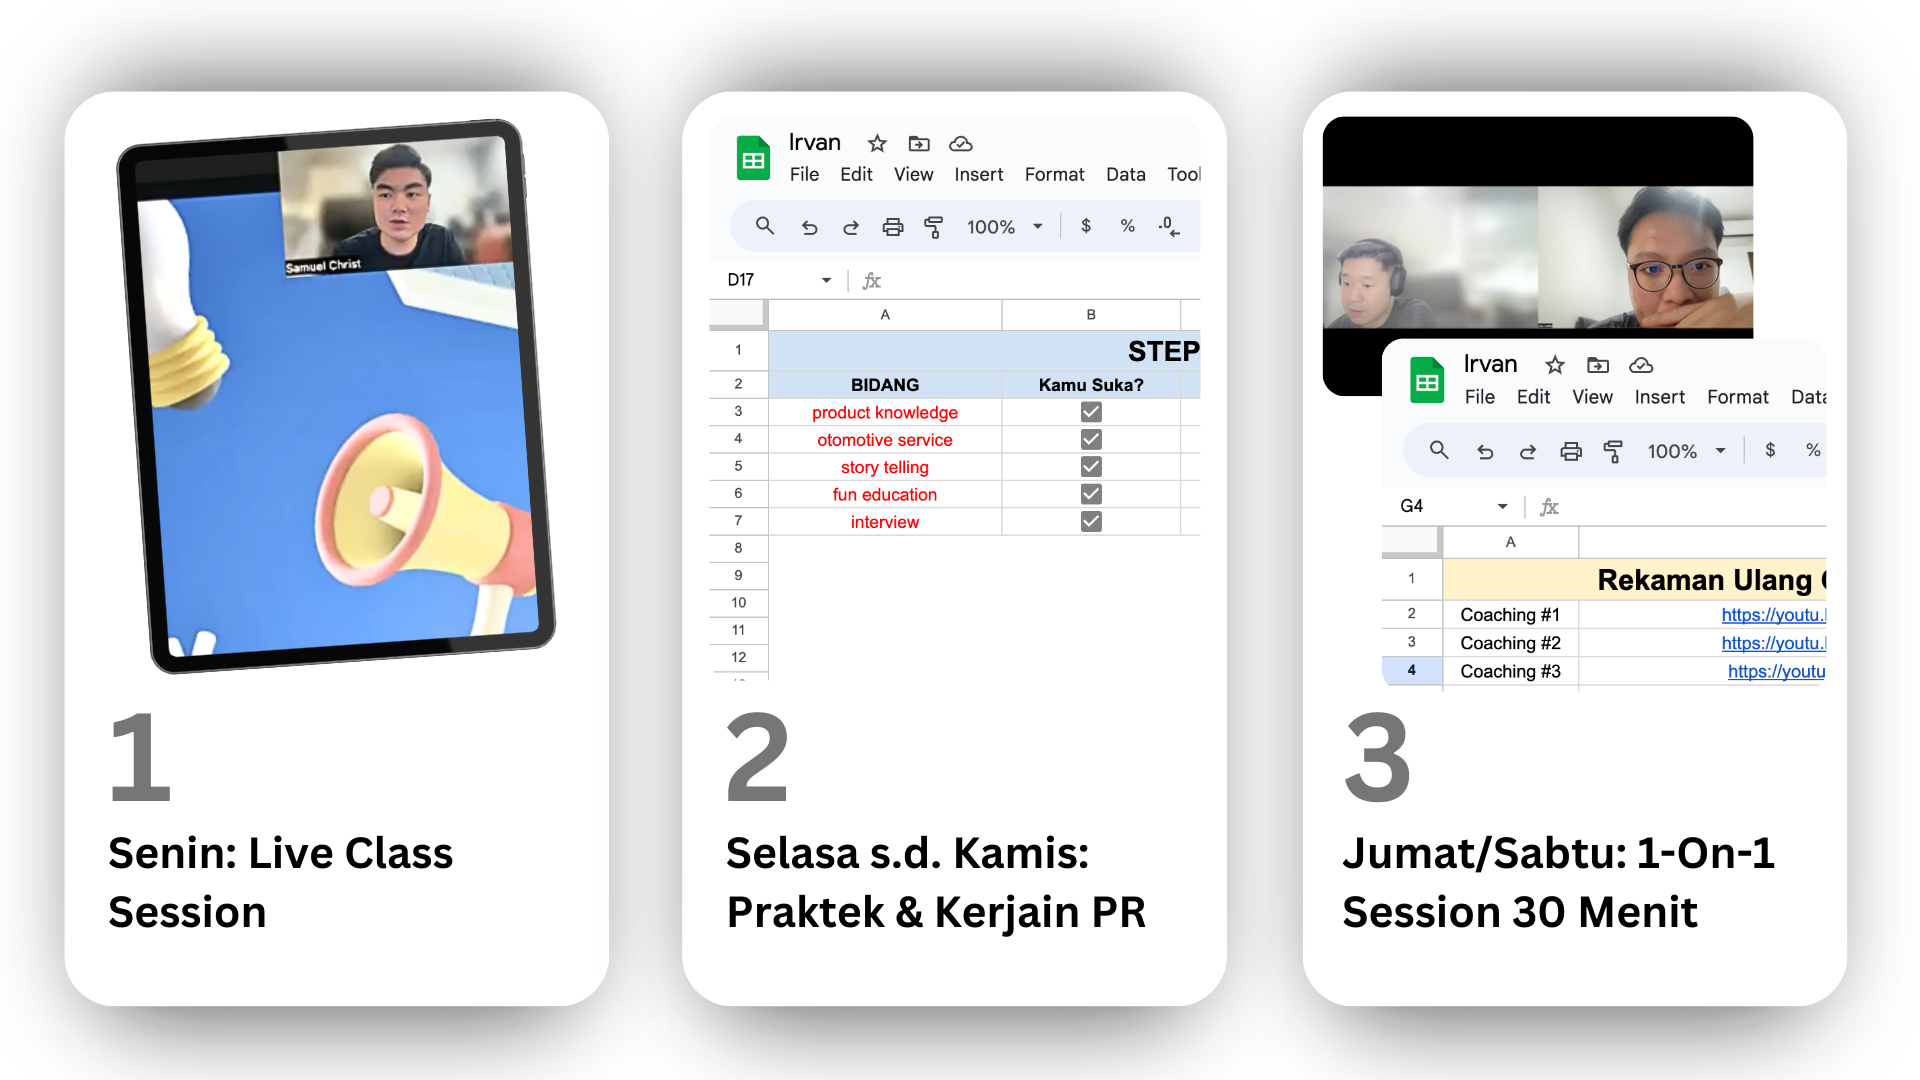 Samuel Christ
1
Senin: Live Class
Session
Irvan
File Edit View Insert Format Data Tool
100% $ % .0
D17 fx
A B
1 STEP
2 BIDANG Kamu Suka?
3 product knowledge
4 otomotive service
5 story telling
6 fun education
7 interview
8
9
10
11
12
2
Selasa s.d. Kamis:
Praktek & Kerjain PR
Irvan
File Edit View Insert Format Data
100% $ %
G4 fx
A
1 Rekaman Ulang
2 Coaching #1 https://youtu.
3 Coaching #2 https://youtu.
4 Coaching #3 https://youtu
3
Jumat/Sabtu: 1-On-1
Session 30 Menit